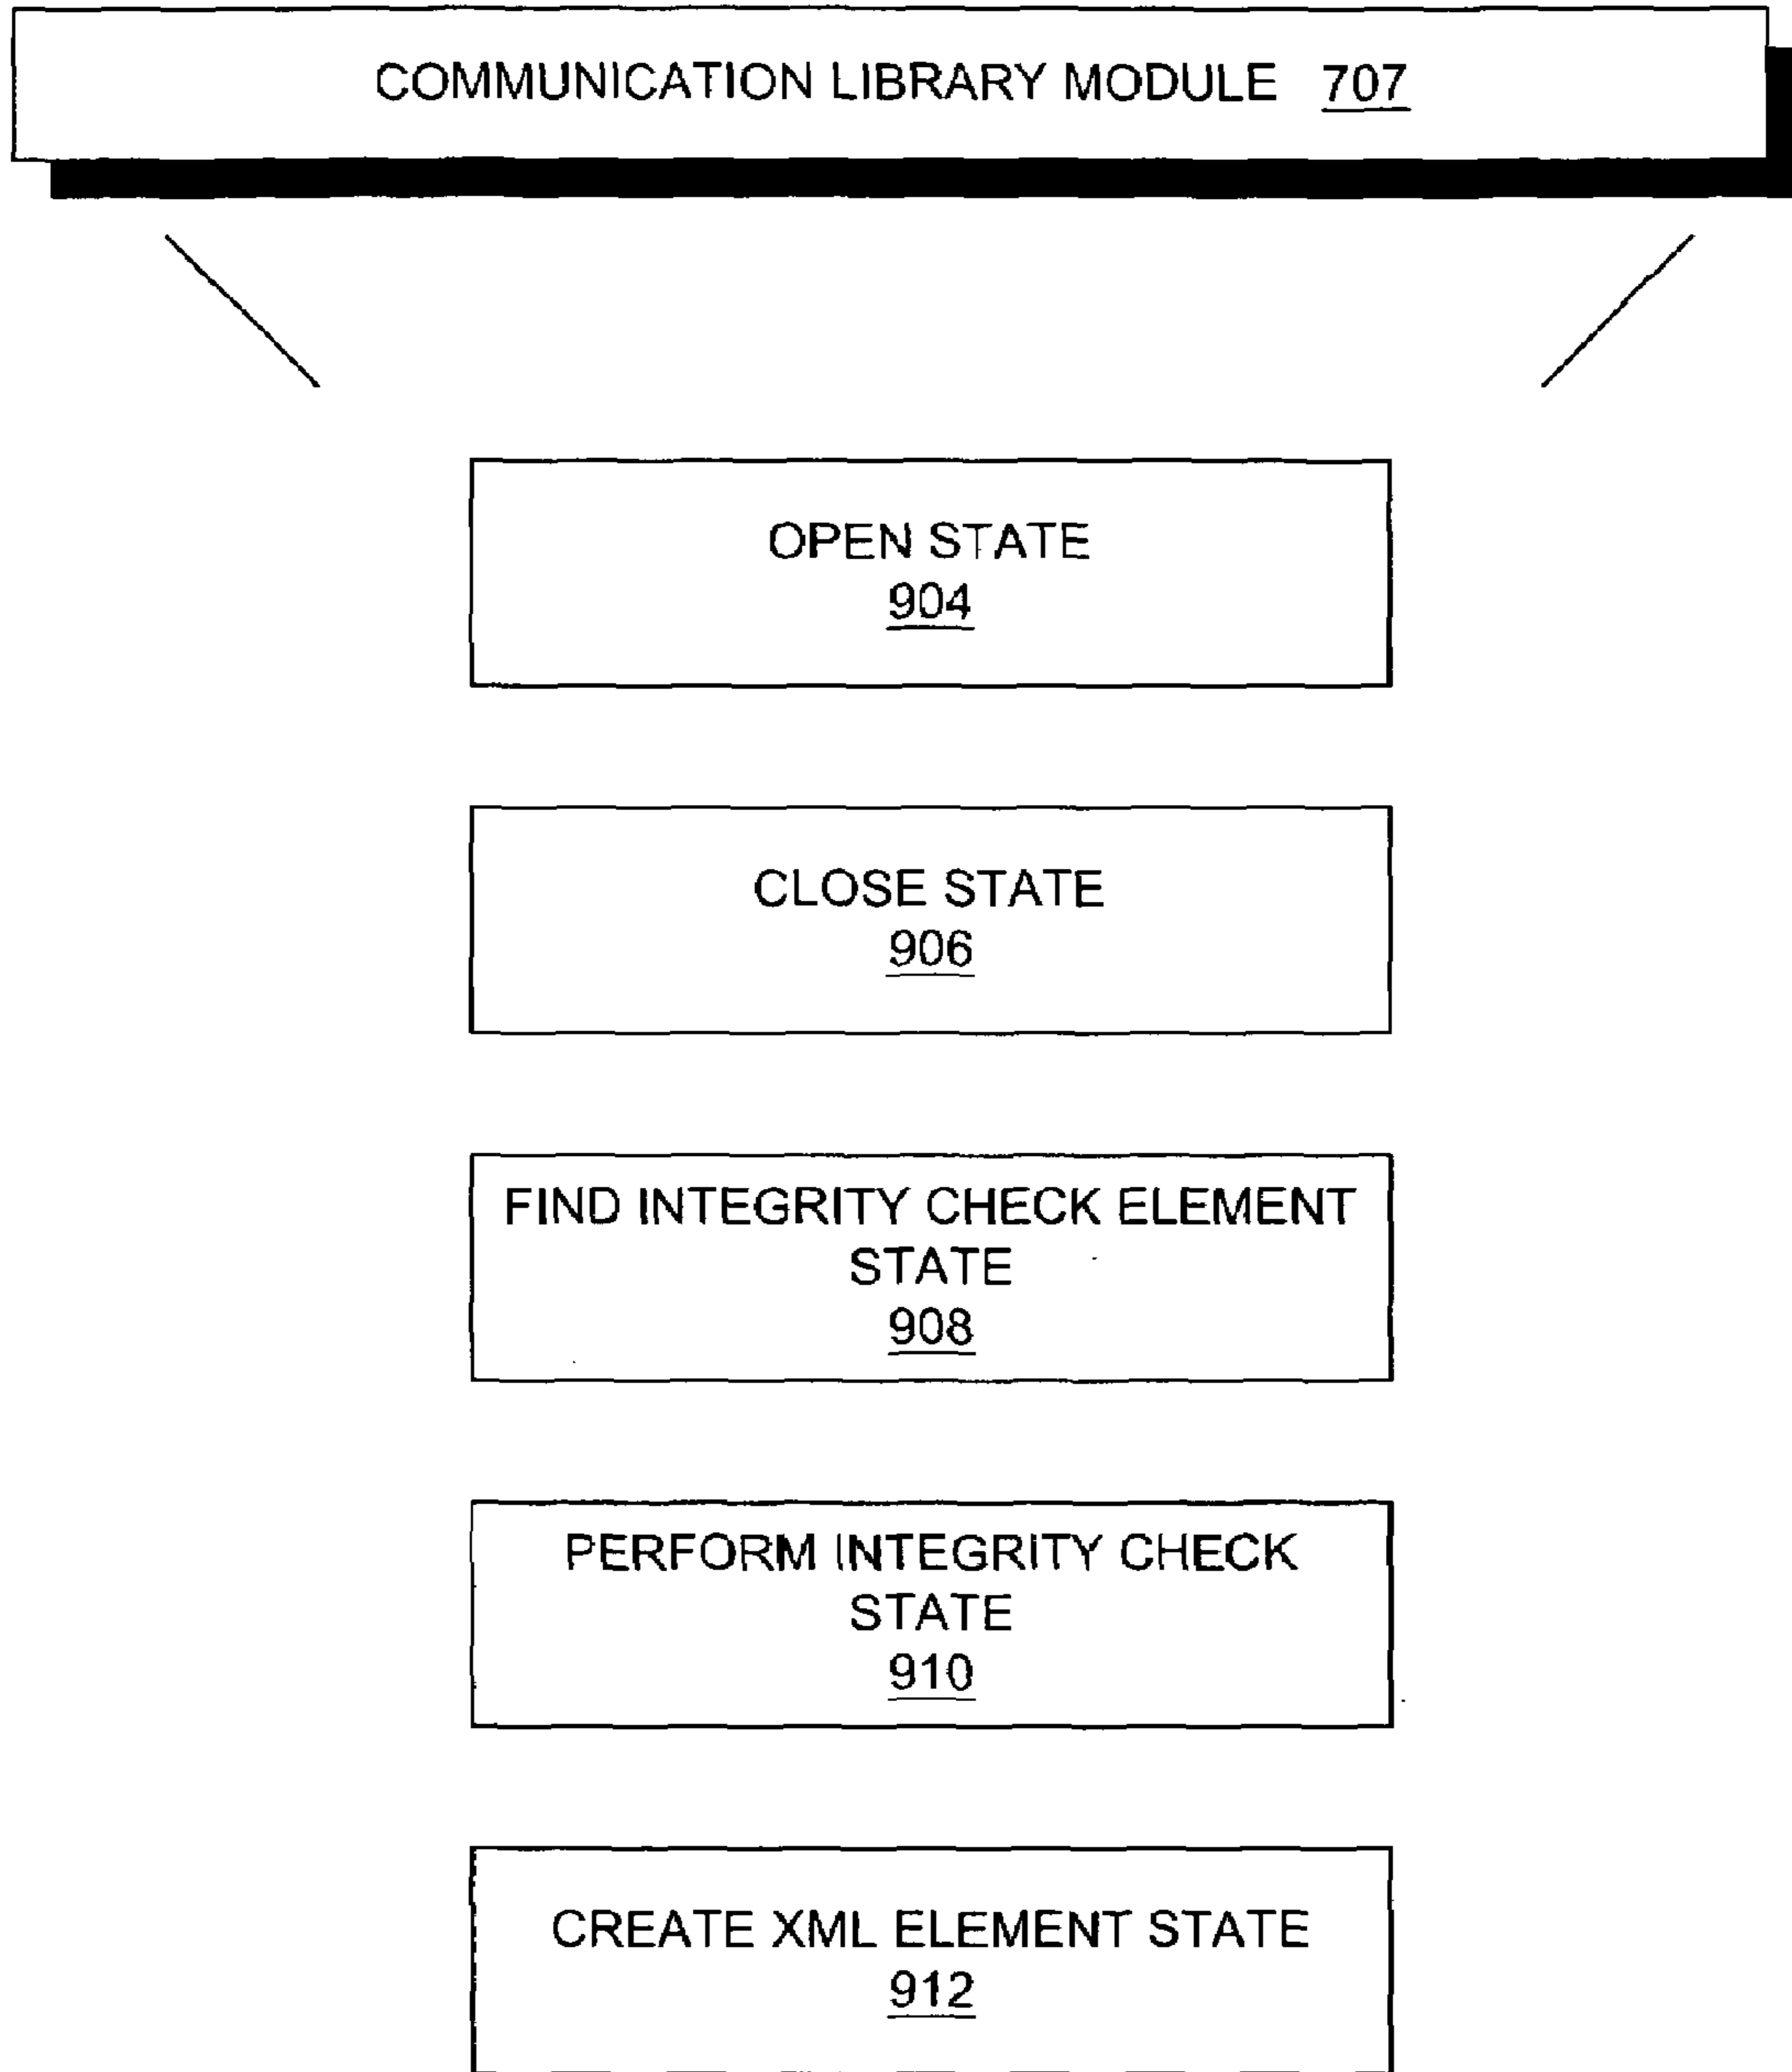 COMMUNICATION LIBRARY MODULE 707
OPEN STATE
904
CLOSE STATE
906
FIND INTEGRITY CHECK ELEMENT
STATE
908
PERFORM INTEGRITY CHECK
STATE
910
CREATE XML ELEMENT STATE
912